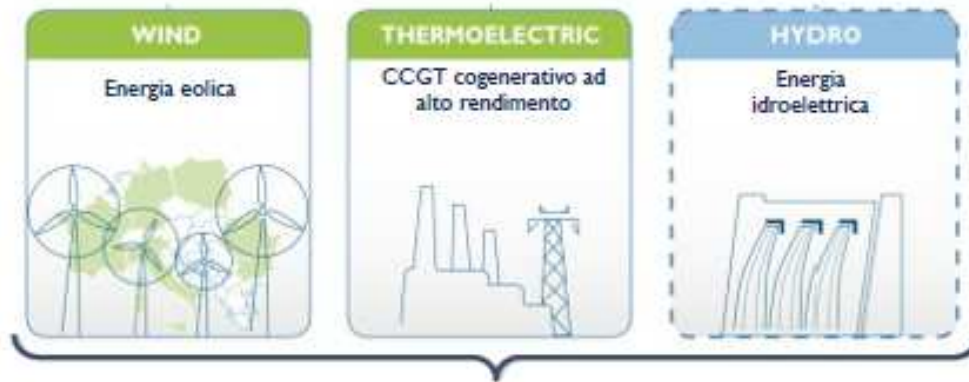 WIND
Energia eolica
THERMOELECTRIC
CCGT cogenerativo ad
alto rendimento
HYDRO
Energia
idroelettrica